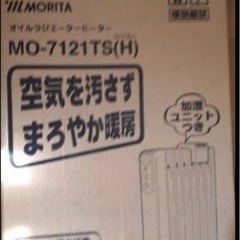 MORITA
オイルラジエーターヒーター
MO-7121TS(H)
空気を汚さず
まろやか暖房
加湿
ユニット
つき